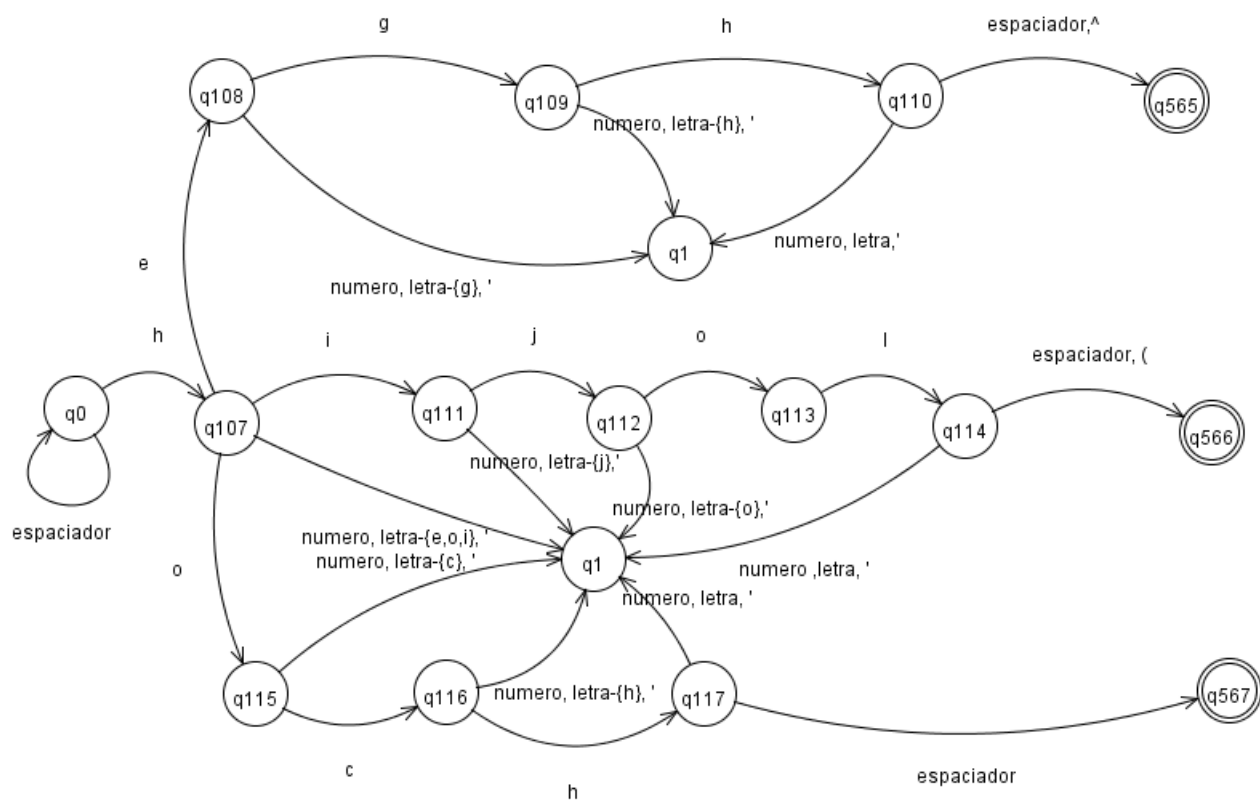 g
h
espaciador,^
q108
q109
q110
q565
numero, letra-{h}, '
numero, letra,'
q1
e
numero, letra-{g}, '
h
i
j
o
l
espaciador, (
q0
q107
q111
q112
q113
q114
q566
numero, letra-{j},'
numero, letra-{o},'
espaciador
numero, letra-{e,o,i}, '
numero, letra-{c}, '
q1
numero ,letra, '
o
numero, letra, '
q115
q116
numero, letra-{h}, '
q117
q567
c
h
espaciador